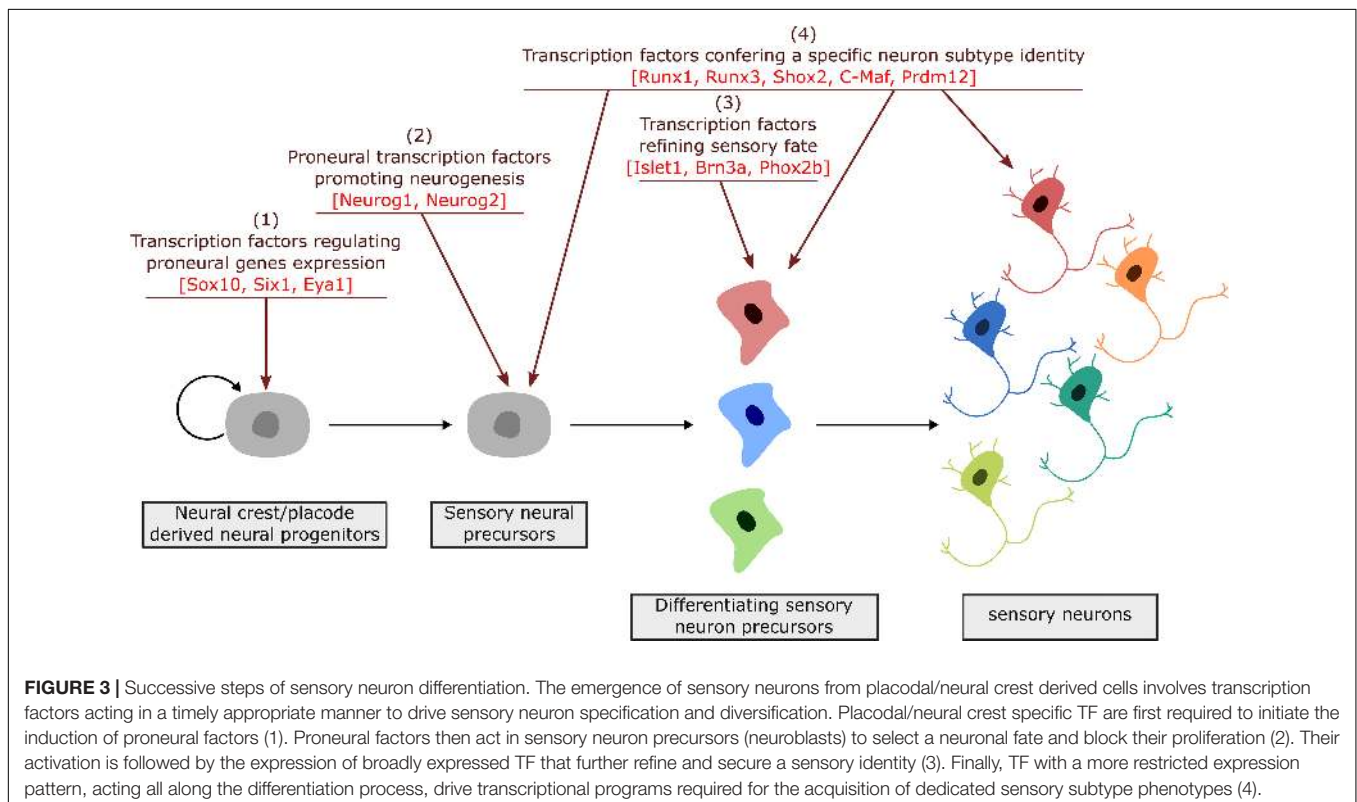 (4)
Transcription factors confering a specific neuron subtype identity
[Runx1, Runx3, Shox2, C-Maf, Prdm12]
(3)
Transcription factors
refining sensory fate
[Islet1, Brn3a, Phox2b]
(2)
Proneural transcription factors
promoting neurogenesis
[Neurog1, Neurog2]
(1)
Transcription factors regulating
proneural genes expression
[Sox10, Six1, Eya1]
Neural crest/placode
derived neural progenitors
Sensory neural
precursors
Differentiating sensory
neuron precursors
sensory neurons
FIGURE 3 | Successive steps of sensory neuron differentiation. The emergence of sensory neurons from placodal/neural crest derived cells involves transcription
factors acting in a timely appropriate manner to drive sensory neuron specification and diversification. Placodal/neural crest specific TF are first required to initiate the
induction of proneural factors (1). Proneural factors then act in sensory neuron precursors (neuroblasts) to select a neuronal fate and block their proliferation (2). Their
activation is followed by the expression of broadly expressed TF that further refine and secure a sensory identity (3). Finally, TF with a more restricted expression
pattern, acting all along the differentiation process, drive transcriptional programs required for the acquisition of dedicated sensory subtype phenotypes (4).